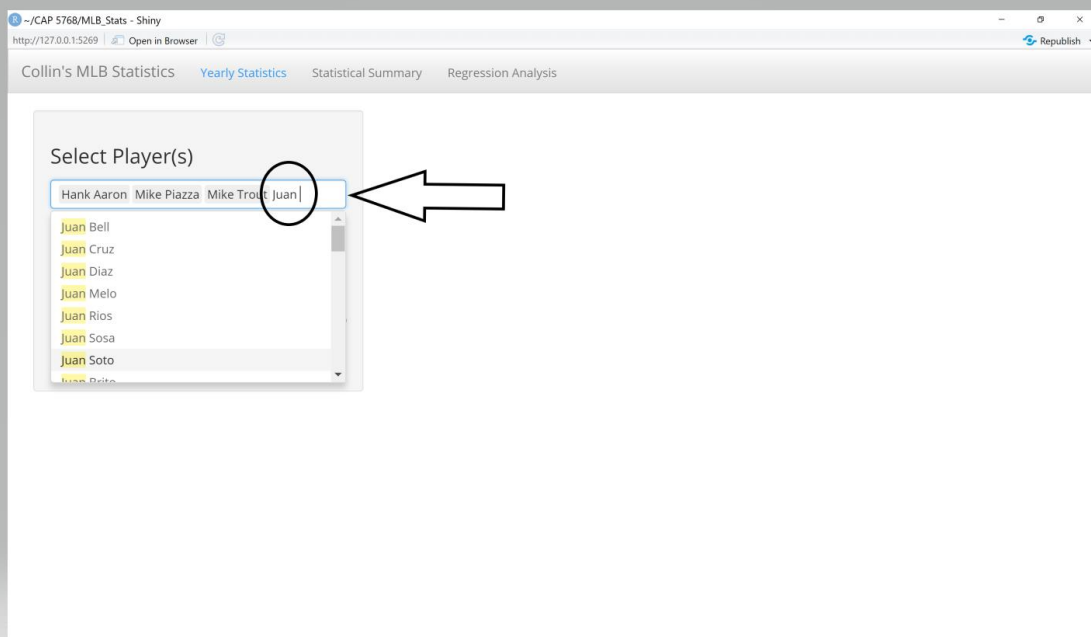 R ~/CAP 5768/MLB_Stats - Shiny
http://127.0.0.1:5269 Open in Browser Republish
Collin's MLB Statistics Yearly Statistics Statistical Summary Regression Analysis
Select Player(s)
Hank Aaron Mike Piazza Mike Trout Juan
Juan Bell
Juan Cruz
Juan Diaz
Juan Melo
Juan Rios
Juan Sosa
Juan Soto
Juan Brito